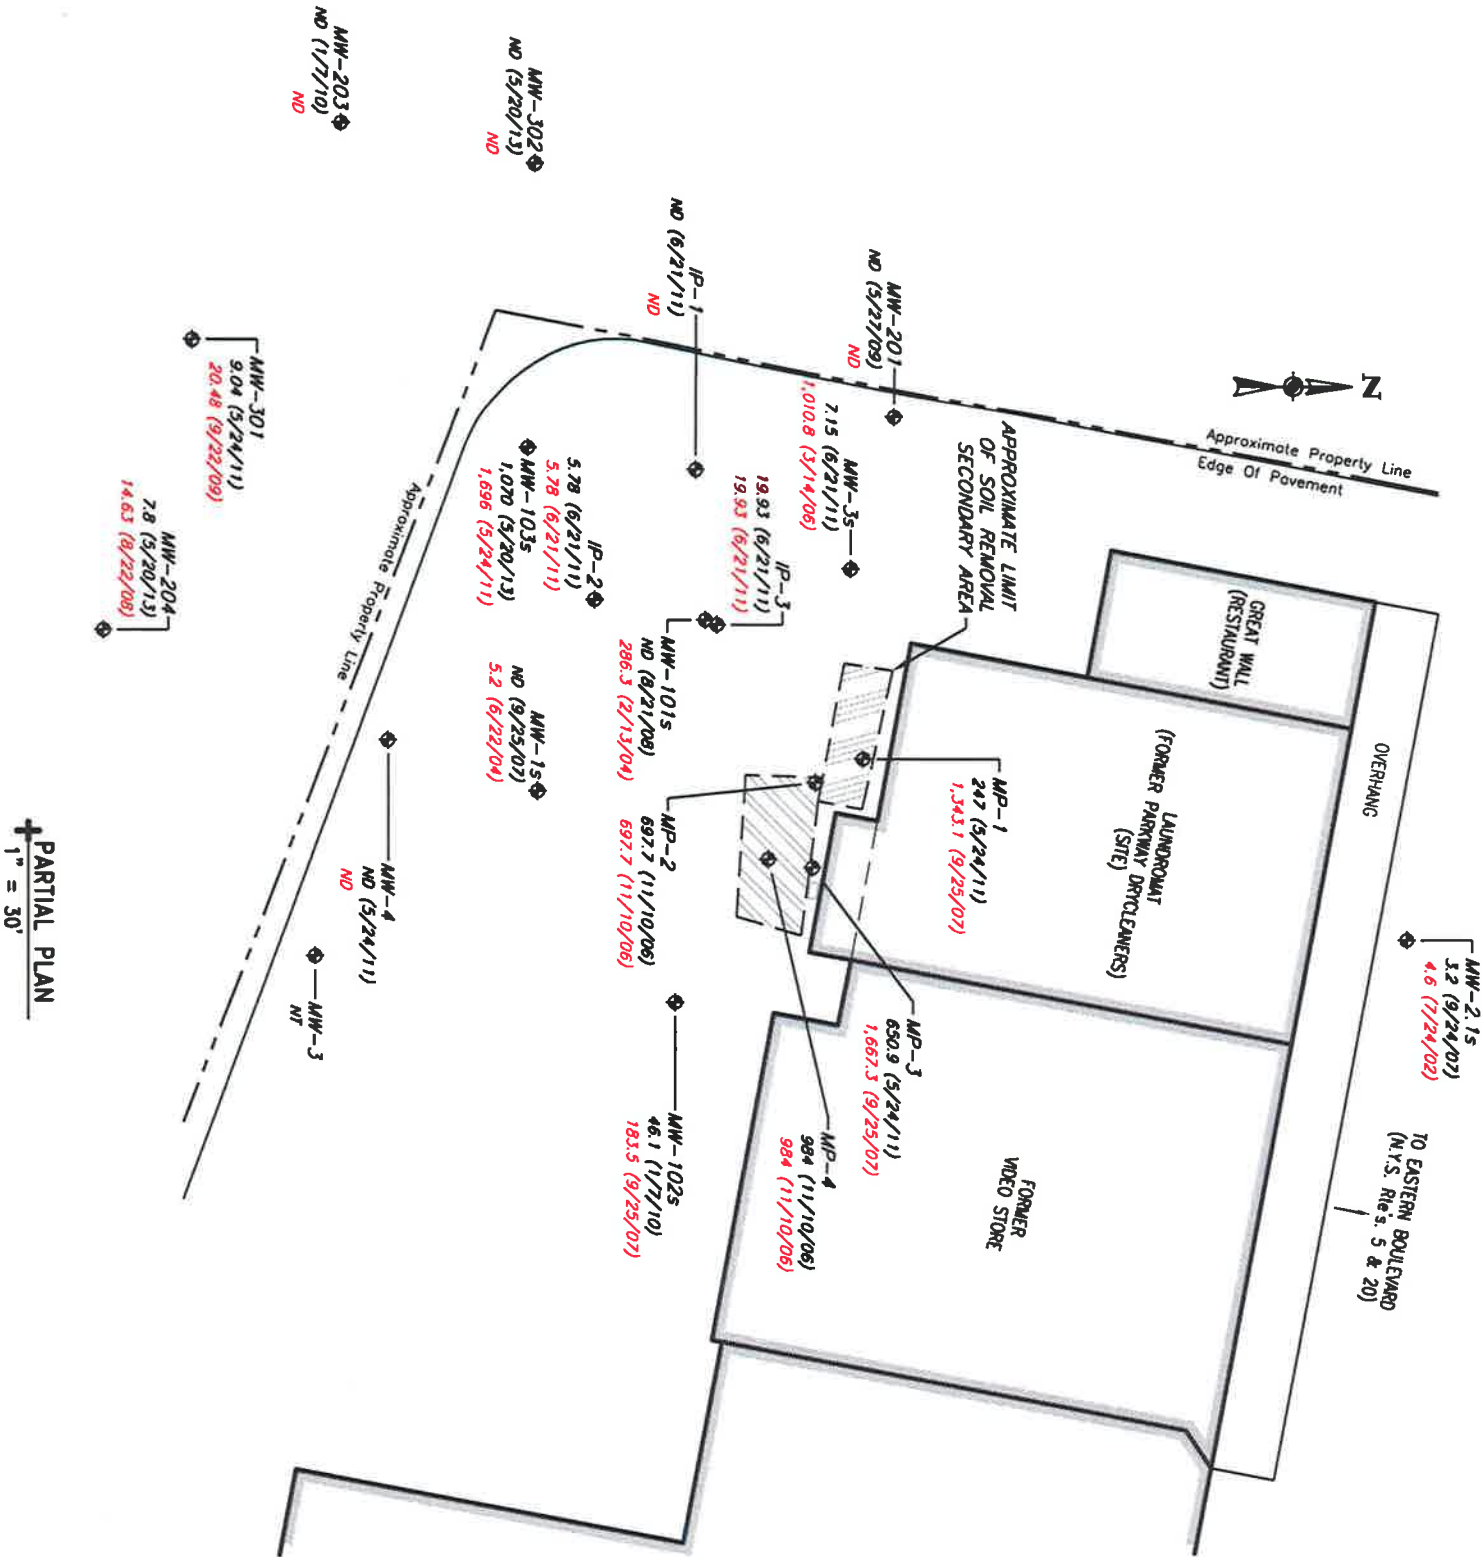 MW-203
ND (1/7/10)
ND
MW-302
ND (5/20/13)
ND
IP-1
ND (6/21/11)
ND
MW-201
ND (5/27/09)
ND
Z
Approximate Property Line
Edge Of Pavement
MW-3s
7.15 (6/21/11)
1,010.8 (3/14/06)
APPROXIMATE LIMIT
OF SOIL REMOVAL
SECCONDARY AREA
IP-3
19.93 (6/21/11)
19.93 (6/21/11)
IP-2
5.78 (6/21/11)
5.78 (6/21/11)
MW-103s
1,070 (5/20/13)
1,696 (5/24/11)
MW-301
9.04 (5/24/11)
20.48 (9/22/09)
MW-204
7.8 (5/20/13)
14.63 (8/22/08)
Approximate Property Line
MW-101s
ND (8/21/08)
286.3 (2/13/04)
MW-1s
ND (9/25/07)
5.2 (6/22/04)
GREAT WALL
(RESTAURANT)
OVERHANG
LAUNDROMAT
(FORMER PARKWAY DRYCLEANERS)
(SITE)
MP-1
247 (5/24/11)
1,343.1 (9/25/07)
MP-2
697.7 (11/10/06)
697.7 (11/10/06)
MW-4
ND (5/24/11)
ND
MW-3
NT
MW-2.1s
3.2 (9/24/07)
4.6 (7/24/02)
MP-3
650.9 (5/24/11)
1,667.3 (9/25/07)
MP-4
984 (11/10/06)
984 (11/10/06)
MW-102s
46.1 (1/7/10)
183.5 (9/25/07)
TO EASTERN BOULEVARD
(N.Y.S. Rte's. 5 & 20)
FORMER
VIDEO STORE
PARTIAL PLAN
1" = 30'